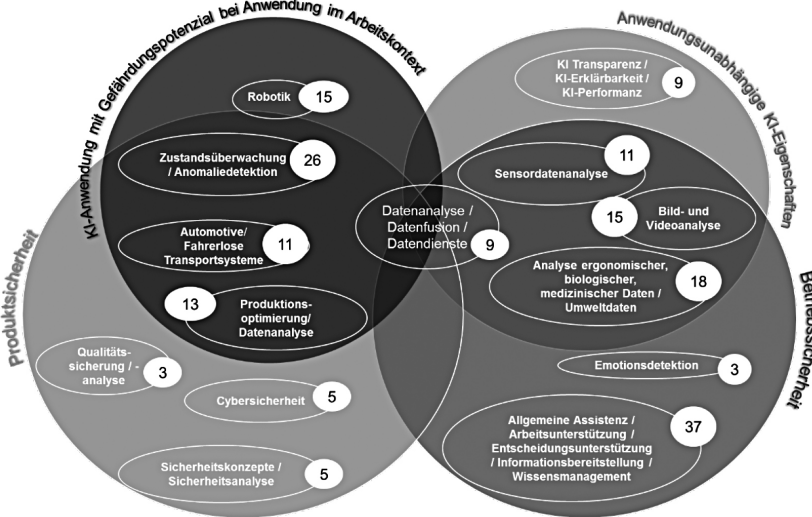 KI-Anwendung mit Gefährdungspotenzial bei Anwendung im Arbeitskontext
Anwendungsunabhängige KI-Eigenschaften
Produktsicherheit
Betriebssicherheit
Robotik
15
KI Transparenz /
KI-Erklärbarkeit /
KI-Performanz
9
Zustandsüberwachung
/ Anomaliedetektion
26
Sensordatenanalyse
11
Datenanalyse /
Datenfusion /
Datendienste
9
15
Bild- und
Videoanalyse
Automotive/
Fahrerlose
Transportsysteme
11
Analyse ergonomischer,
biologischer,
medizinischer Daten /
Umweltdaten
18
13
Produktions-
optimierung/
Datenanalyse
Qualitäts-
sicherung / -
analyse
3
Emotionsdetektion
3
Cybersicherheit
5
Allgemeine Assistenz /
Arbeitsunterstützung /
Entscheidungsunterstützung
/ Informationsbereitstellung /
Wissensmanagement
37
Sicherheitskonzepte /
Sicherheitsanalyse
5